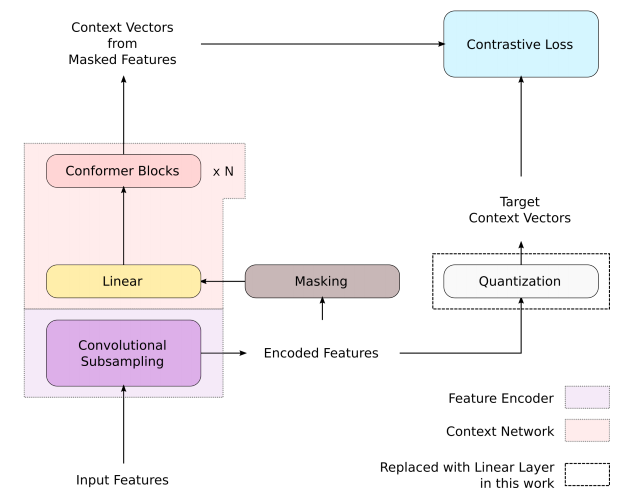 Context Vectors
from
Masked Features
Contrastive Loss
Conformer Blocks
x N
Target
Context Vectors
Linear
Masking
Quantization
Convolutional
Subsampling
Encoded Features
Feature Encoder
Context Network
Replaced with Linear Layer
in this work
Input Features